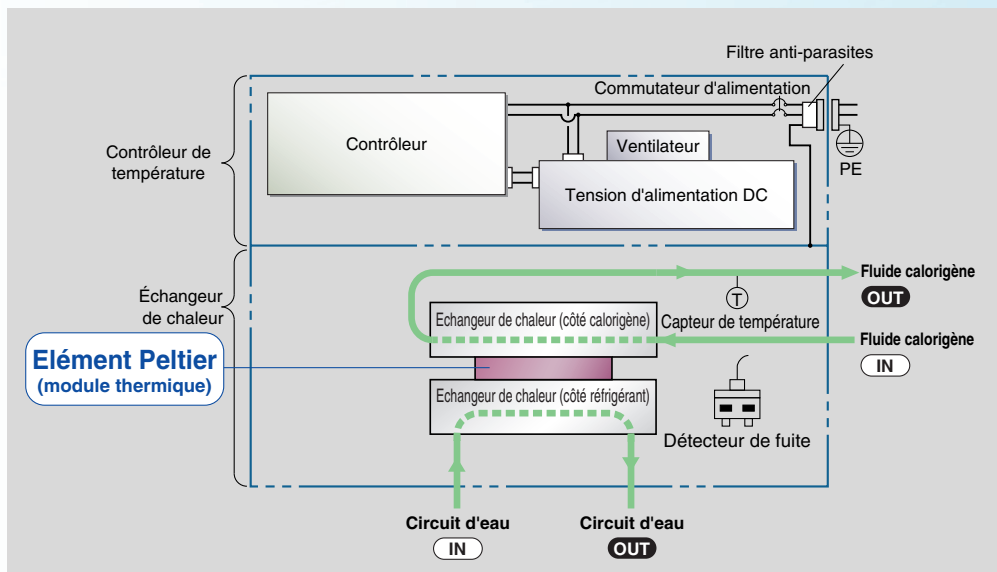 Filtre anti-parasites
Commutateur d'alimentation
Contrôleur
Ventilateur
PE
Contrôleur de
température
Tension d'alimentation DC
Fluide calorigène
OUT
Échangeur
de chaleur
T
Echangeur de chaleur (côté calorigène)
Capteur de température
Fluide calorigène
IN
Elément Peltier
(module thermique)
Echangeur de chaleur (côté réfrigérant)
Détecteur de fuite
Circuit d'eau
IN
Circuit d'eau
OUT